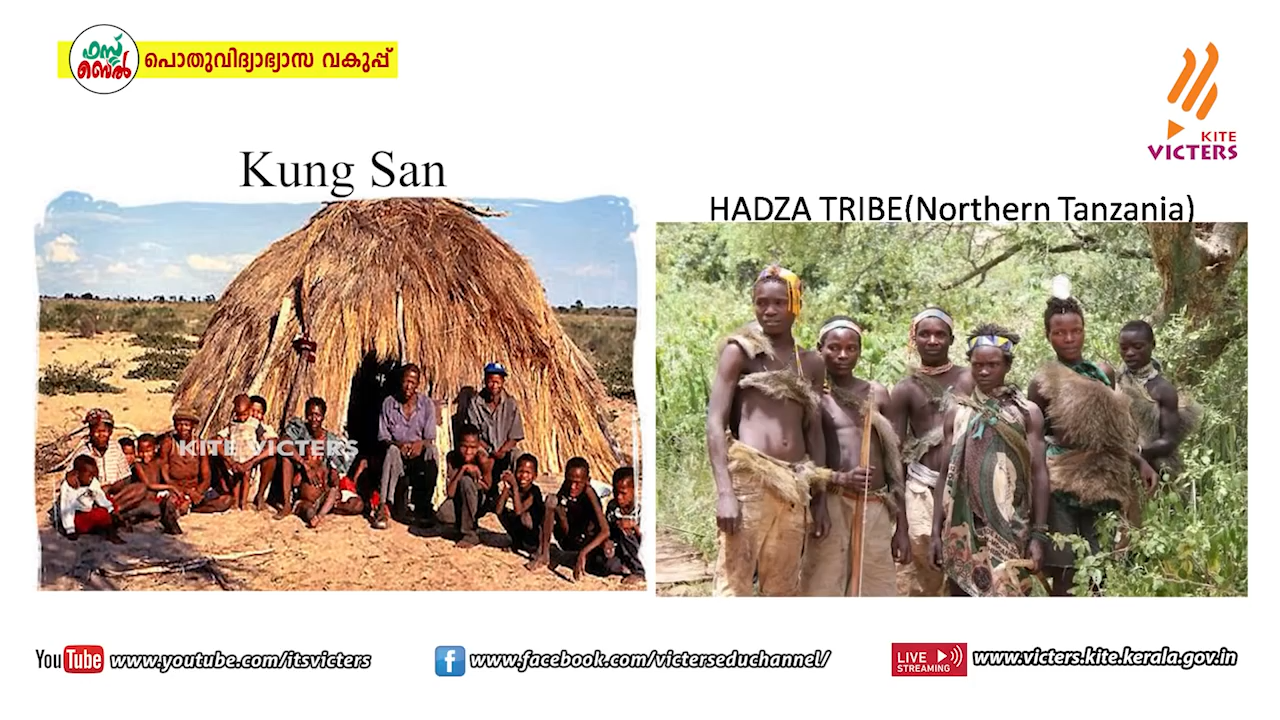 ഫസ്റ്റ്
ബെൽ
പൊതുവിദ്യാഭ്യാസ വകുപ്പ്
KITE
VICTERS
Kung San
HADZA TRIBE(Northern Tanzania)
KITE VICTERS
YouTube www.youtube.com/itsvicters
f www.facebook.com/victerseduchannel/
LIVE
STREAMING
www.victers.kite.kerala.gov.in